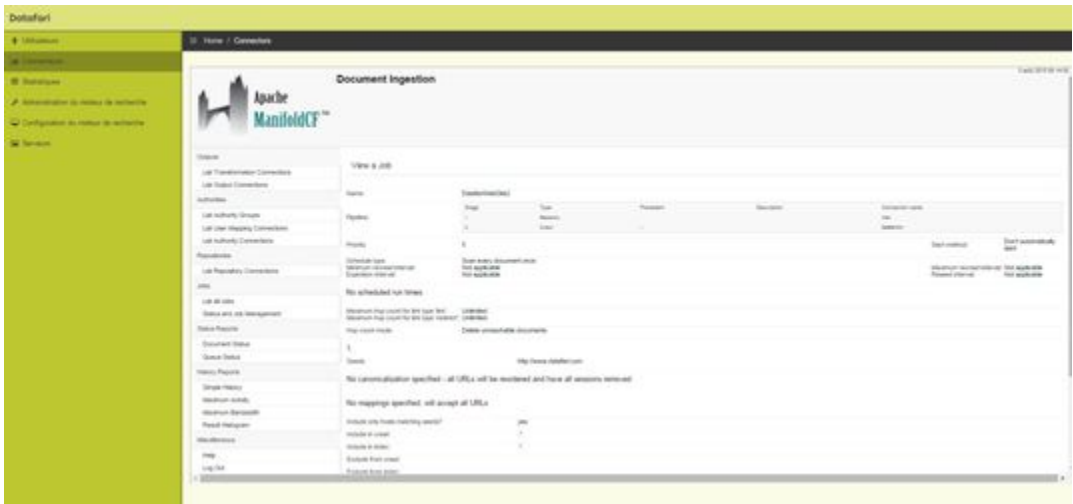 Datafari
Utilisateurs
Connecteurs
Statistiques
Administration du moteur de recherche
Configuration du moteur de recherche
Serveurs
Home / Connectors
Apache
ManifoldCF™
Document Ingestion
Outputs
List Transformation Connections
List Output Connections
Authorities
List Authority Groups
List User Mapping Connections
List Authority Connections
Repositories
List Repository Connections
Jobs
List all Jobs
Status and Job Management
Status Reports
Document Status
Queue Status
History Reports
Simple History
Maximum Activity
Maximum Bandwidth
Result Histogram
Miscellaneous
Help
Log Out
View a Job
Name:
Pipeline:
Stage Type Precedent Description Connection name
Priority: 5 Start method: Don't automatically start
Schedule type: Scan every document once
Minimum recrawl interval: Not applicable Maximum recrawl interval: Not applicable
Expiration interval: Not applicable Reseed interval: Not applicable
No scheduled run times
Maximum hop count for link type 'link': Unlimited
Maximum hop count for link type 'redirect': Unlimited
Hop count mode: Delete unreachable documents
Seeds: http://www.datafari.com
No canonicalization specified - all URLs will be reordered and have all sessions removed
No mappings specified; will accept all URLs
Include only hosts matching seeds? yes
Include in crawl:
Include in index:
Exclude from crawl:
Exclude from index: